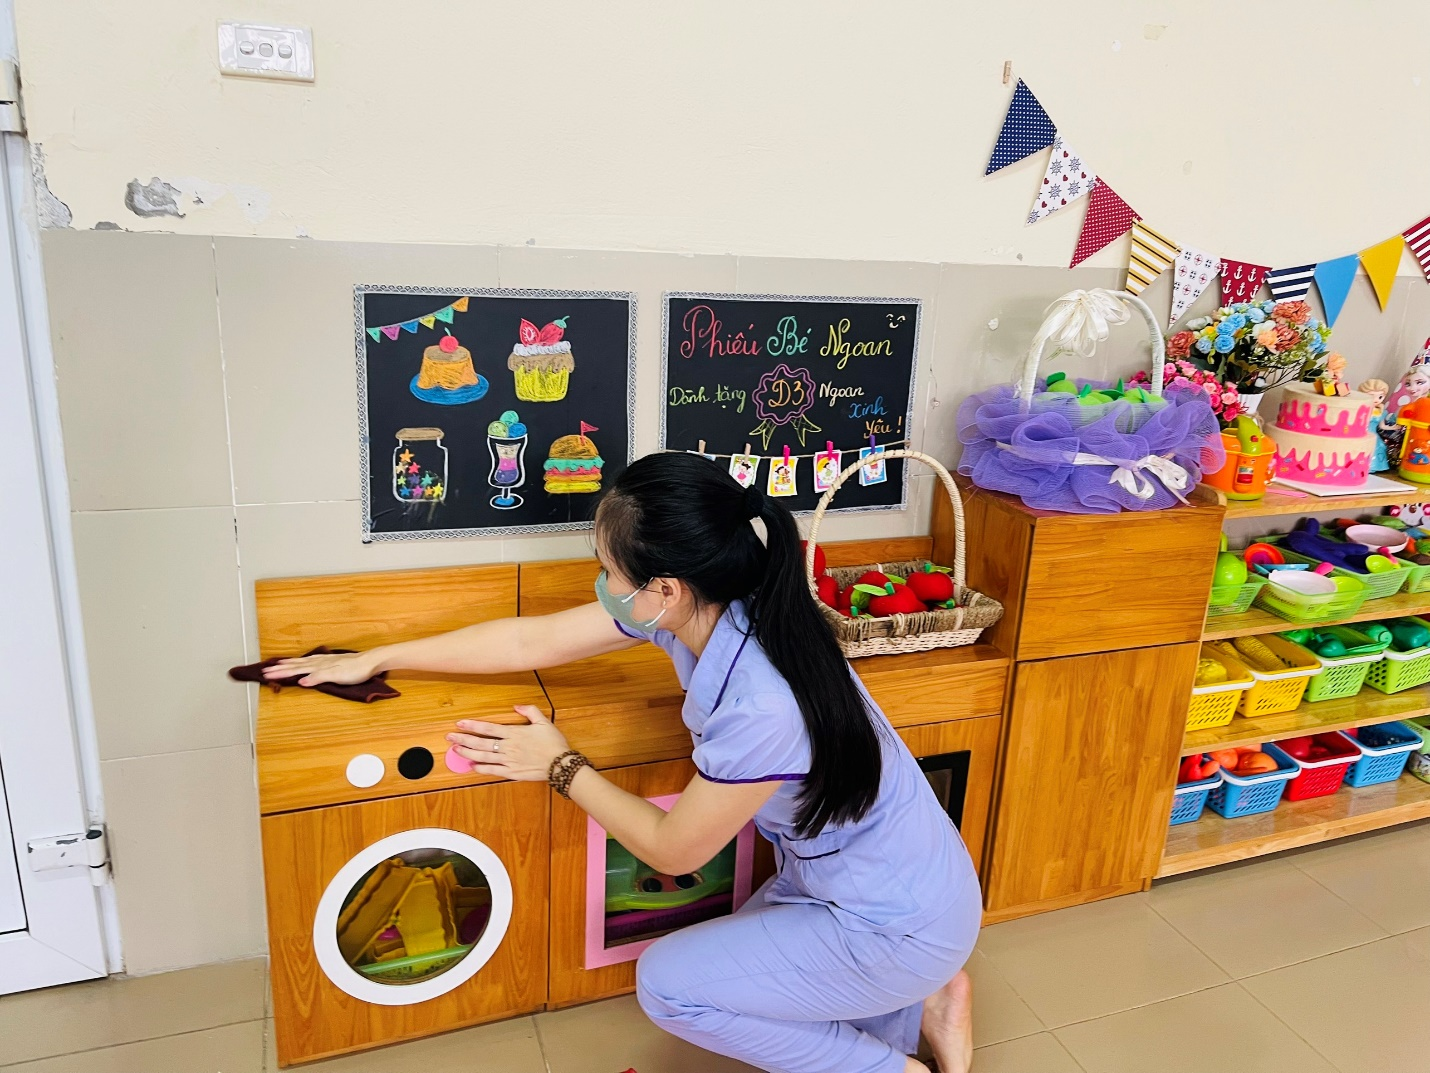 Phiếu Bé Ngoan
Dành tặng D3 Ngoan
Xinh
Yêu!